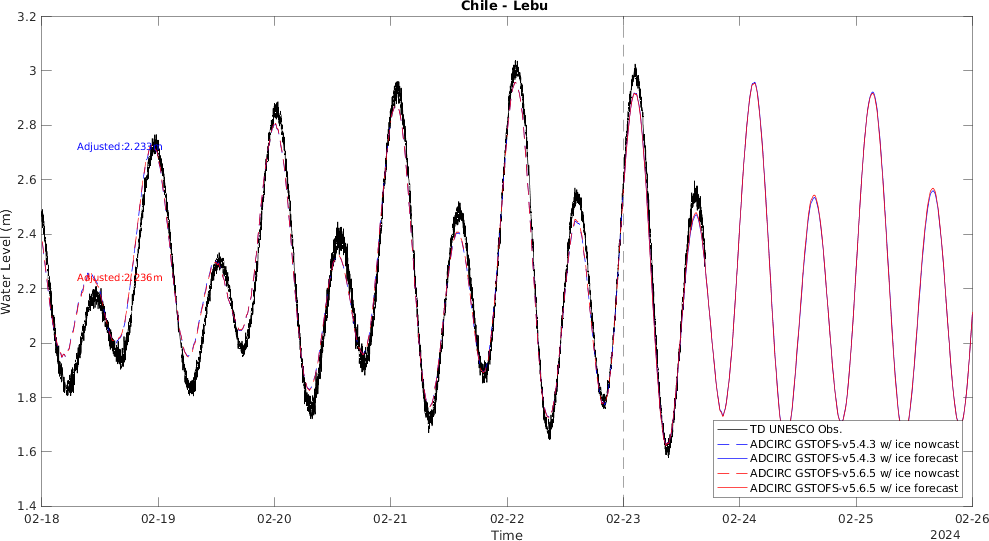 Chile - Lebu
Water Level (m)
3.2
3
2.8
2.6
2.4
2.2
2
1.8
1.6
1.4
Adjusted:2.233m
Adjusted:2.236m
TD UNESCO Obs.
ADCIRC GSTOFS-v5.4.3 w/ ice nowcast
ADCIRC GSTOFS-v5.4.3 w/ ice forecast
ADCIRC GSTOFS-v5.6.5 w/ ice nowcast
ADCIRC GSTOFS-v5.6.5 w/ ice forecast
02-18 02-19 02-20 02-21 02-22 02-23 02-24 02-25 02-26
Time
2024